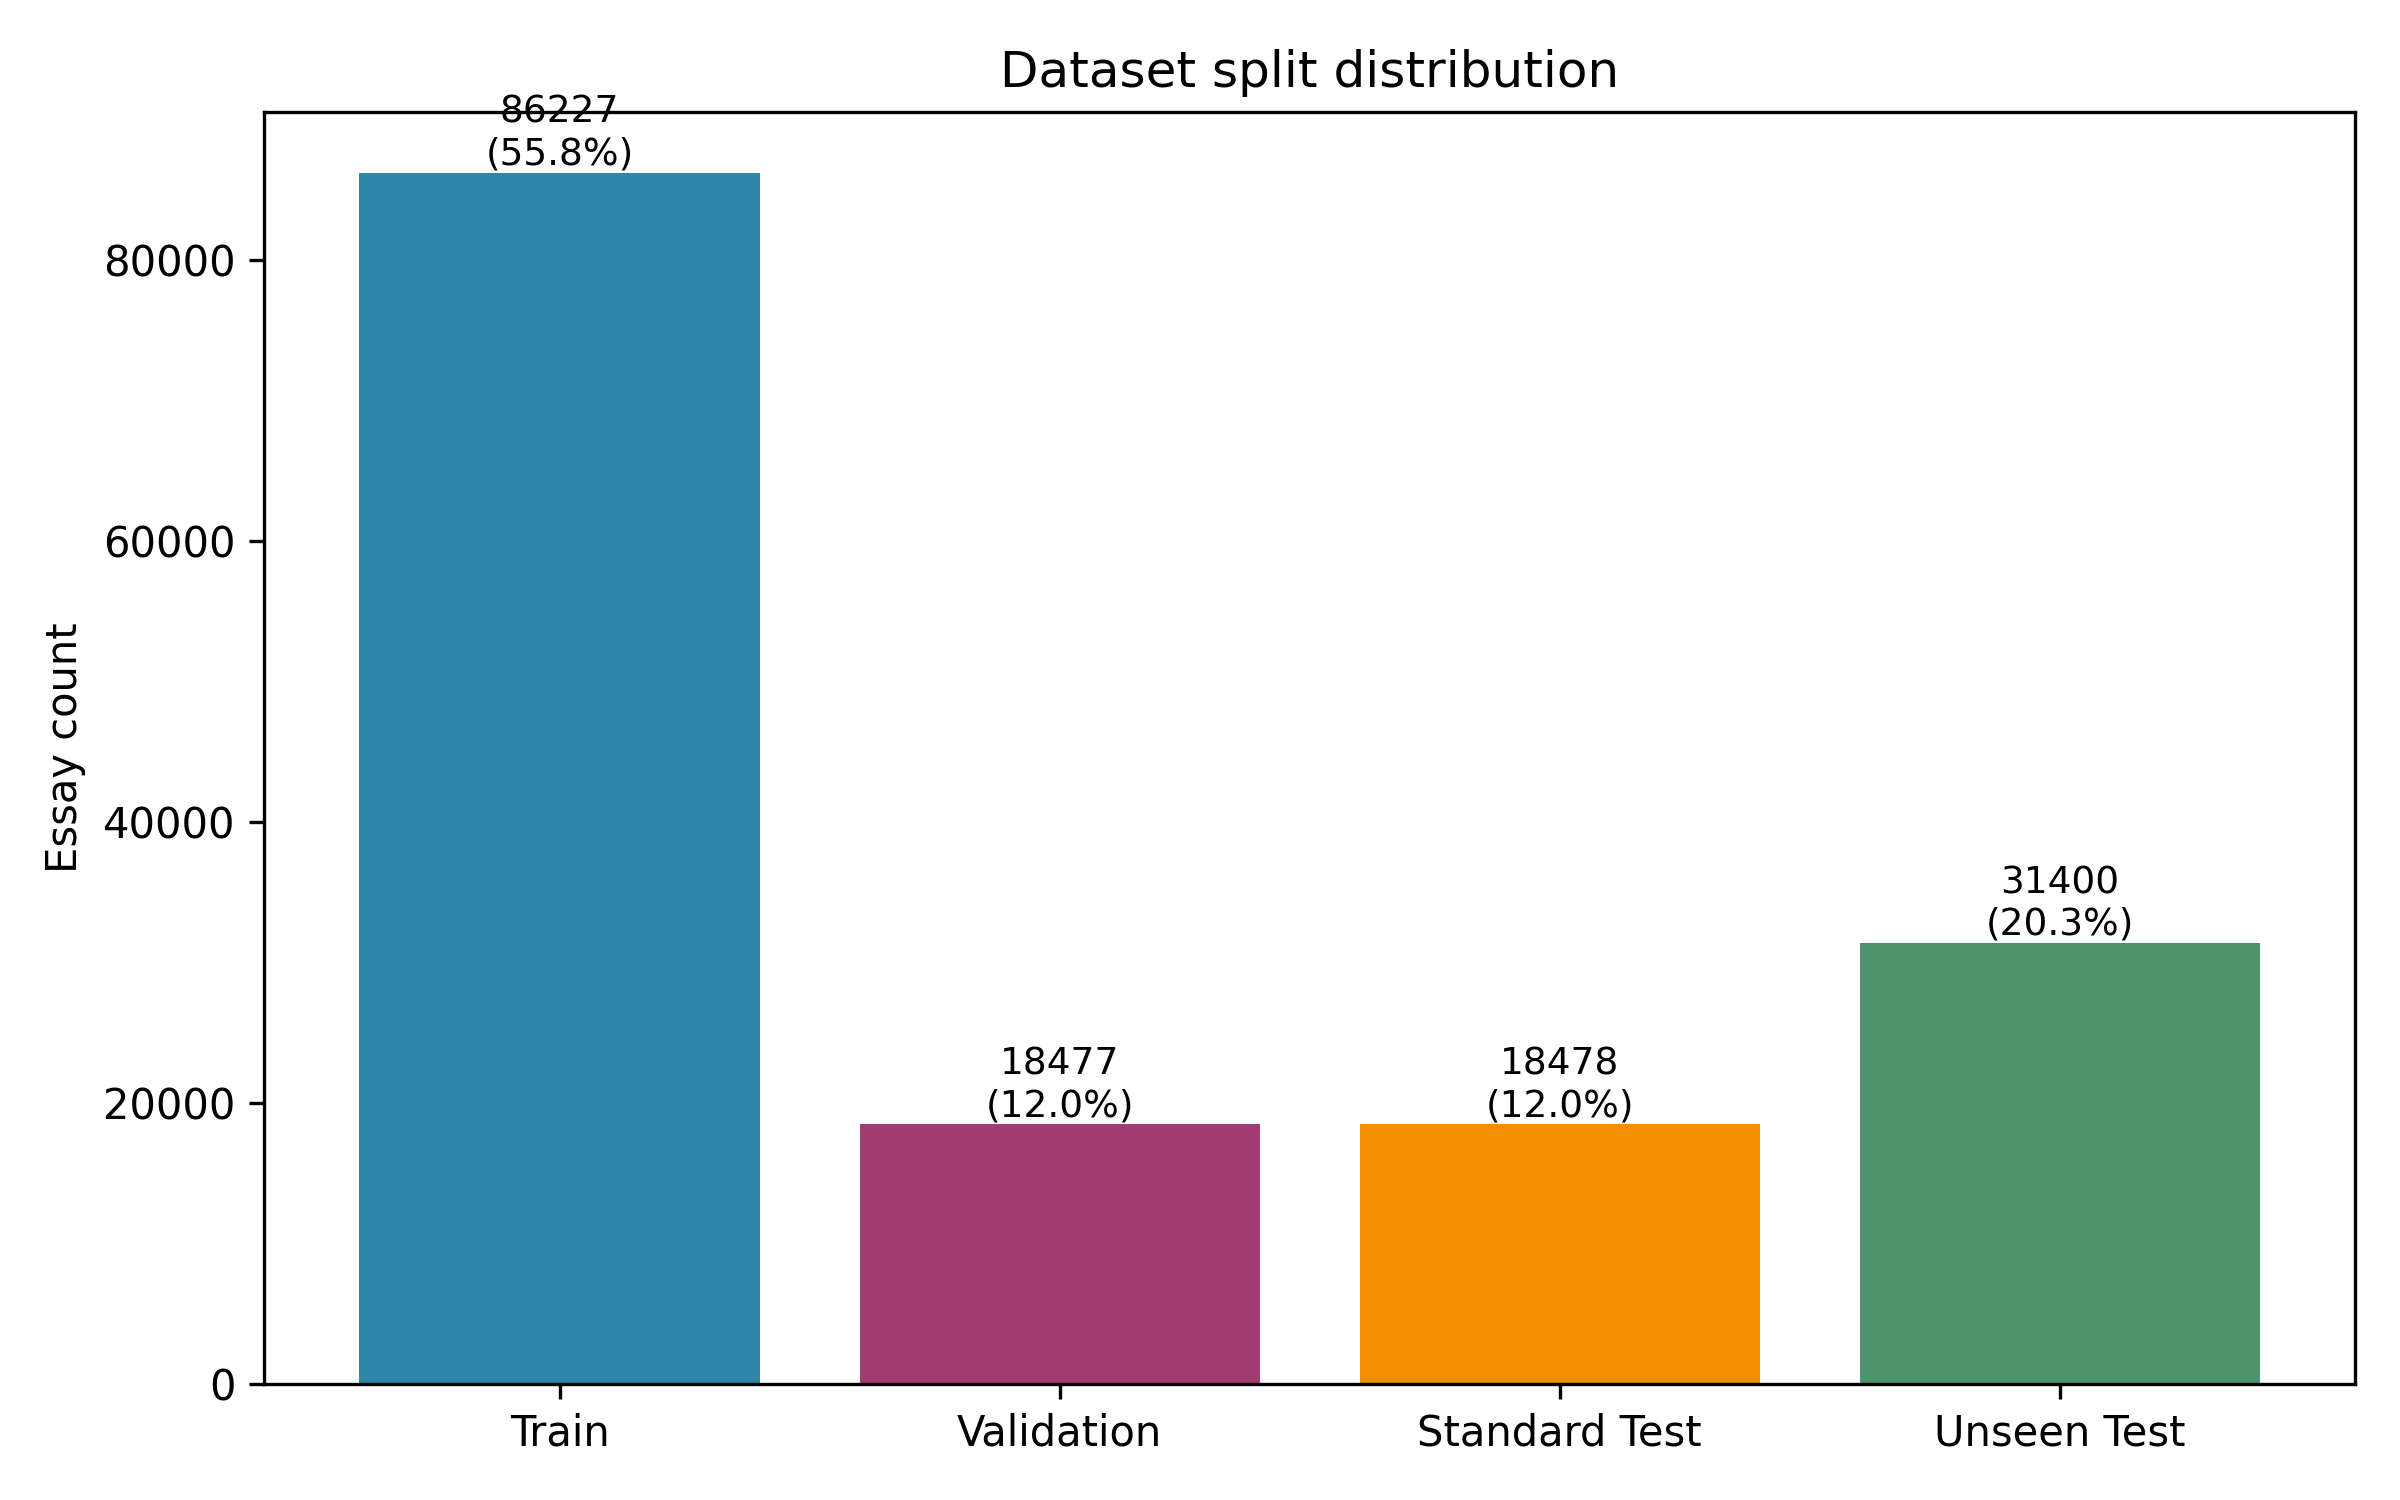 Dataset split distribution
86227
(55.8%)
80000
60000
40000
20000
0
Essay count
18477
(12.0%)
18478
(12.0%)
31400
(20.3%)
Train
Validation
Standard Test
Unseen Test